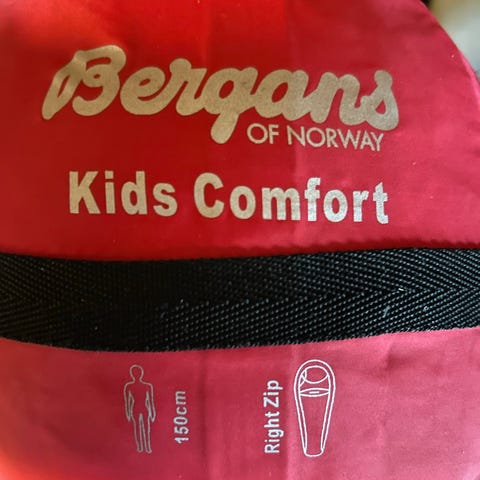 Bergans
OF NORWAY
Kids Comfort
150cm
Right Zip